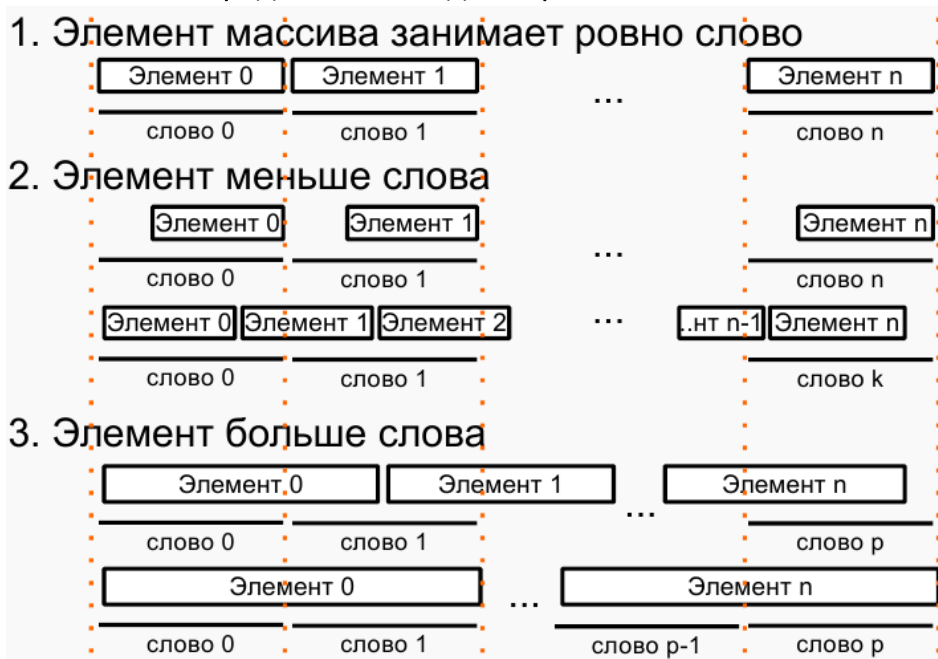 1. Элемент массива занимает ровно слово
Элемент 0 Элемент 1 ... Элемент n
слово 0 слово 1 слово n
2. Элемент меньше слова
Элемент 0 Элемент 1 ... Элемент n
слово 0 слово 1 слово n
Элемент 0 Элемент 1 Элемент 2 ... ..нт n-1 Элемент n
слово 0 слово 1 слово k
3. Элемент больше слова
Элемент 0 Элемент 1 ... Элемент n
слово 0 слово 1 слово p
Элемент 0 ... Элемент n
слово 0 слово 1 слово p-1 слово p